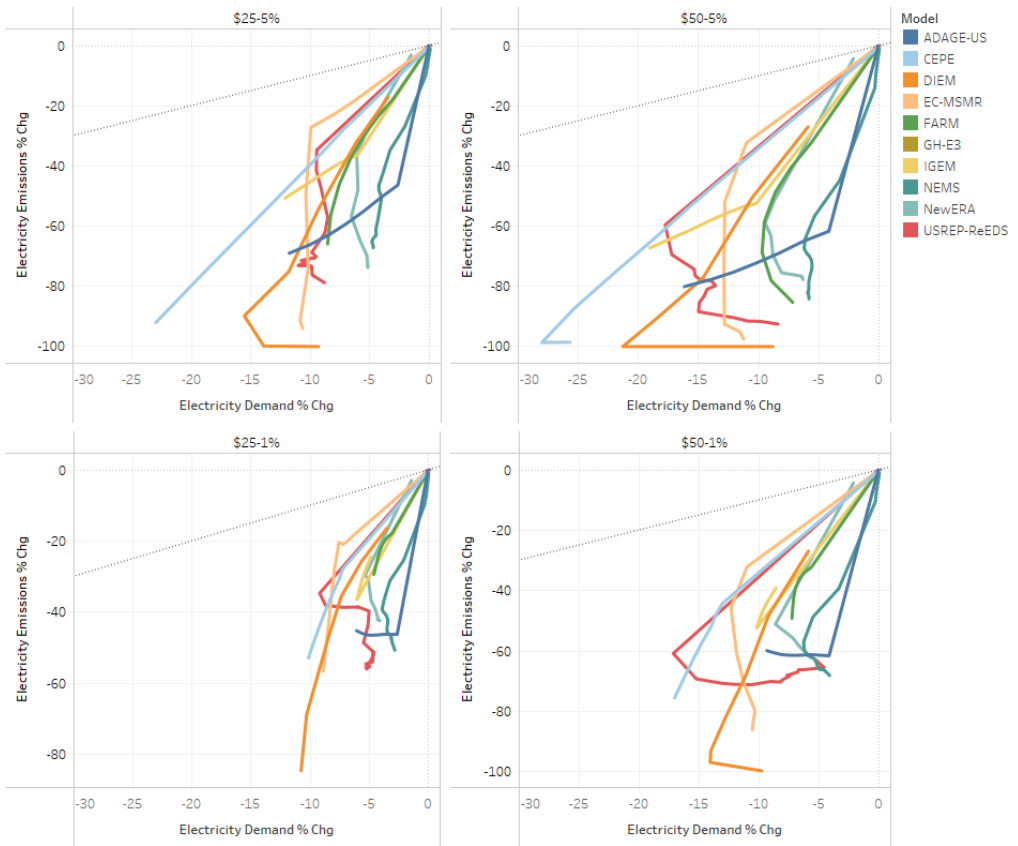 $25-5%
$50-5%
Model
ADAGE-US
CEPE
DIEM
EC-MSMR
FARM
GH-E3
IGEM
NEMS
NewERA
USREP-ReEDS
Electricity Emissions % Chg
0
-20
-40
-60
-80
-100
-30 -25 -20 -15 -10 -5 0
Electricity Demand % Chg
Electricity Emissions % Chg
0
-20
-40
-60
-80
-100
-30 -25 -20 -15 -10 -5 0
Electricity Demand % Chg
$25-1%
$50-1%
Electricity Emissions % Chg
0
-20
-40
-60
-80
-30 -25 -20 -15 -10 -5 0
Electricity Demand % Chg
Electricity Emissions % Chg
0
-20
-40
-60
-80
-100
-30 -25 -20 -15 -10 -5 0
Electricity Demand % Chg